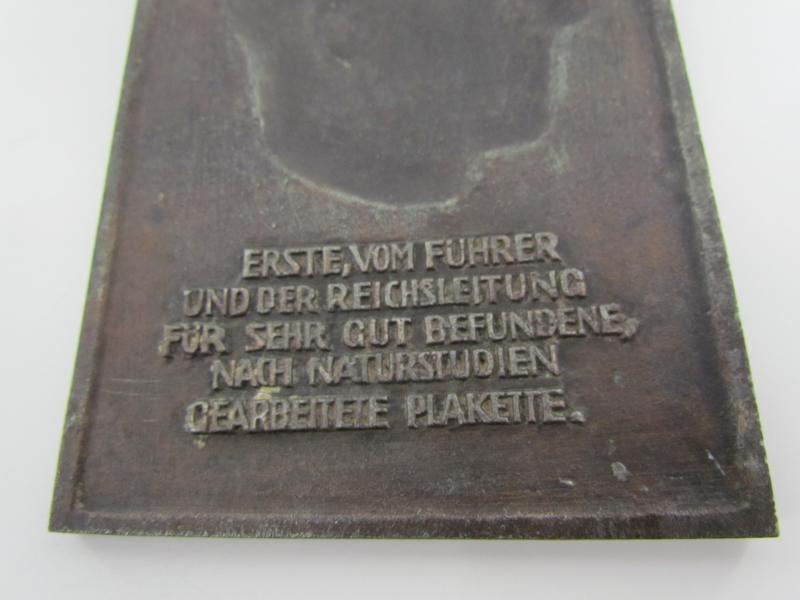 ERSTE, VOM FÜHRER
UND DER REICHSLEITUNG
FÜR SEHR GUT BEFUNDENE,
NACH NATURSTUDIEN
GEARBEITETE PLAKETTE.